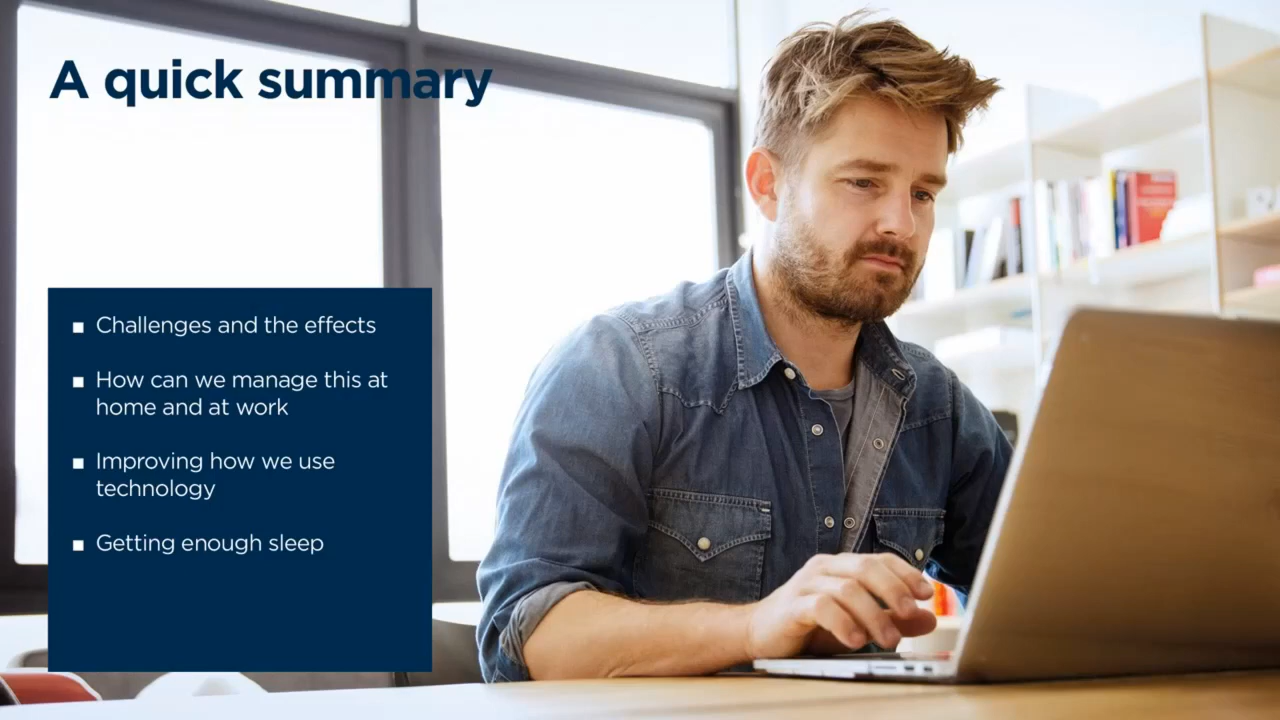 A quick summary
▪ Challenges and the effects
▪ How can we manage this at
home and at work
▪ Improving how we use
technology
▪ Getting enough sleep